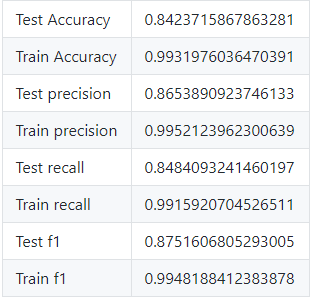 Test Accuracy 0.8423715867863281
Train Accuracy 0.9931976036470391
Test precision 0.8653890923746133
Train precision 0.9952123962300639
Test recall 0.8484093241460197
Train recall 0.9915920704526511
Test f1 0.8751606805293005
Train f1 0.9948188412383878